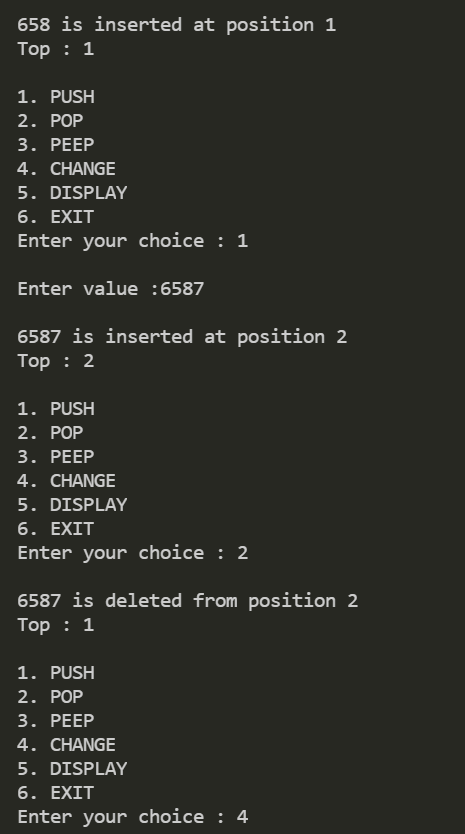 658 is inserted at position 1
Top : 1
1. PUSH
2. POP
3. PEEP
4. CHANGE
5. DISPLAY
6. EXIT
Enter your choice : 1
Enter value :6587
6587 is inserted at position 2
Top : 2
1. PUSH
2. POP
3. PEEP
4. CHANGE
5. DISPLAY
6. EXIT
Enter your choice : 2
6587 is deleted from position 2
Top : 1
1. PUSH
2. POP
3. PEEP
4. CHANGE
5. DISPLAY
6. EXIT
Enter your choice : 4